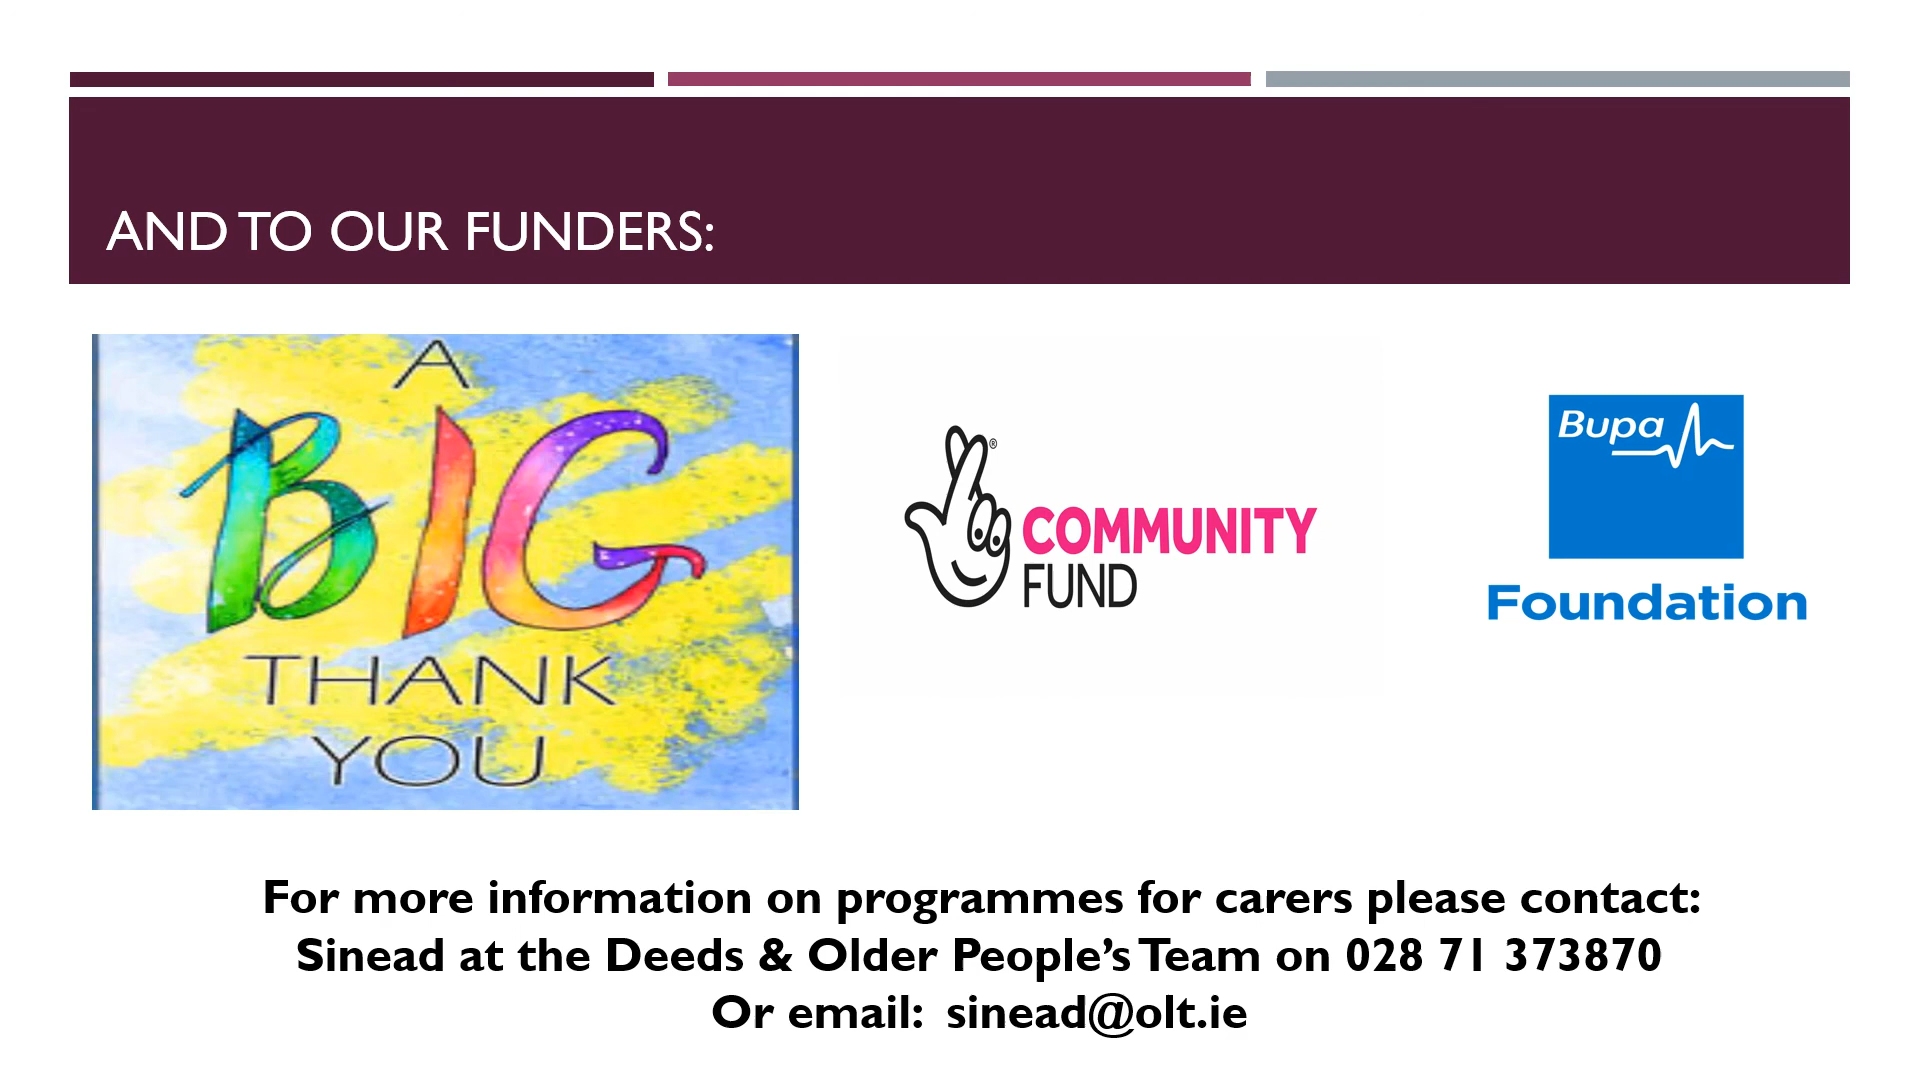 AND TO OUR FUNDERS:
A
BIG
THANK
YOU
®
COMMUNITY
FUND
Bupa
Foundation
For more information on programmes for carers please contact:
Sinead at the Deeds & Older People’s Team on 028 71 373870
Or email:  sinead@olt.ie